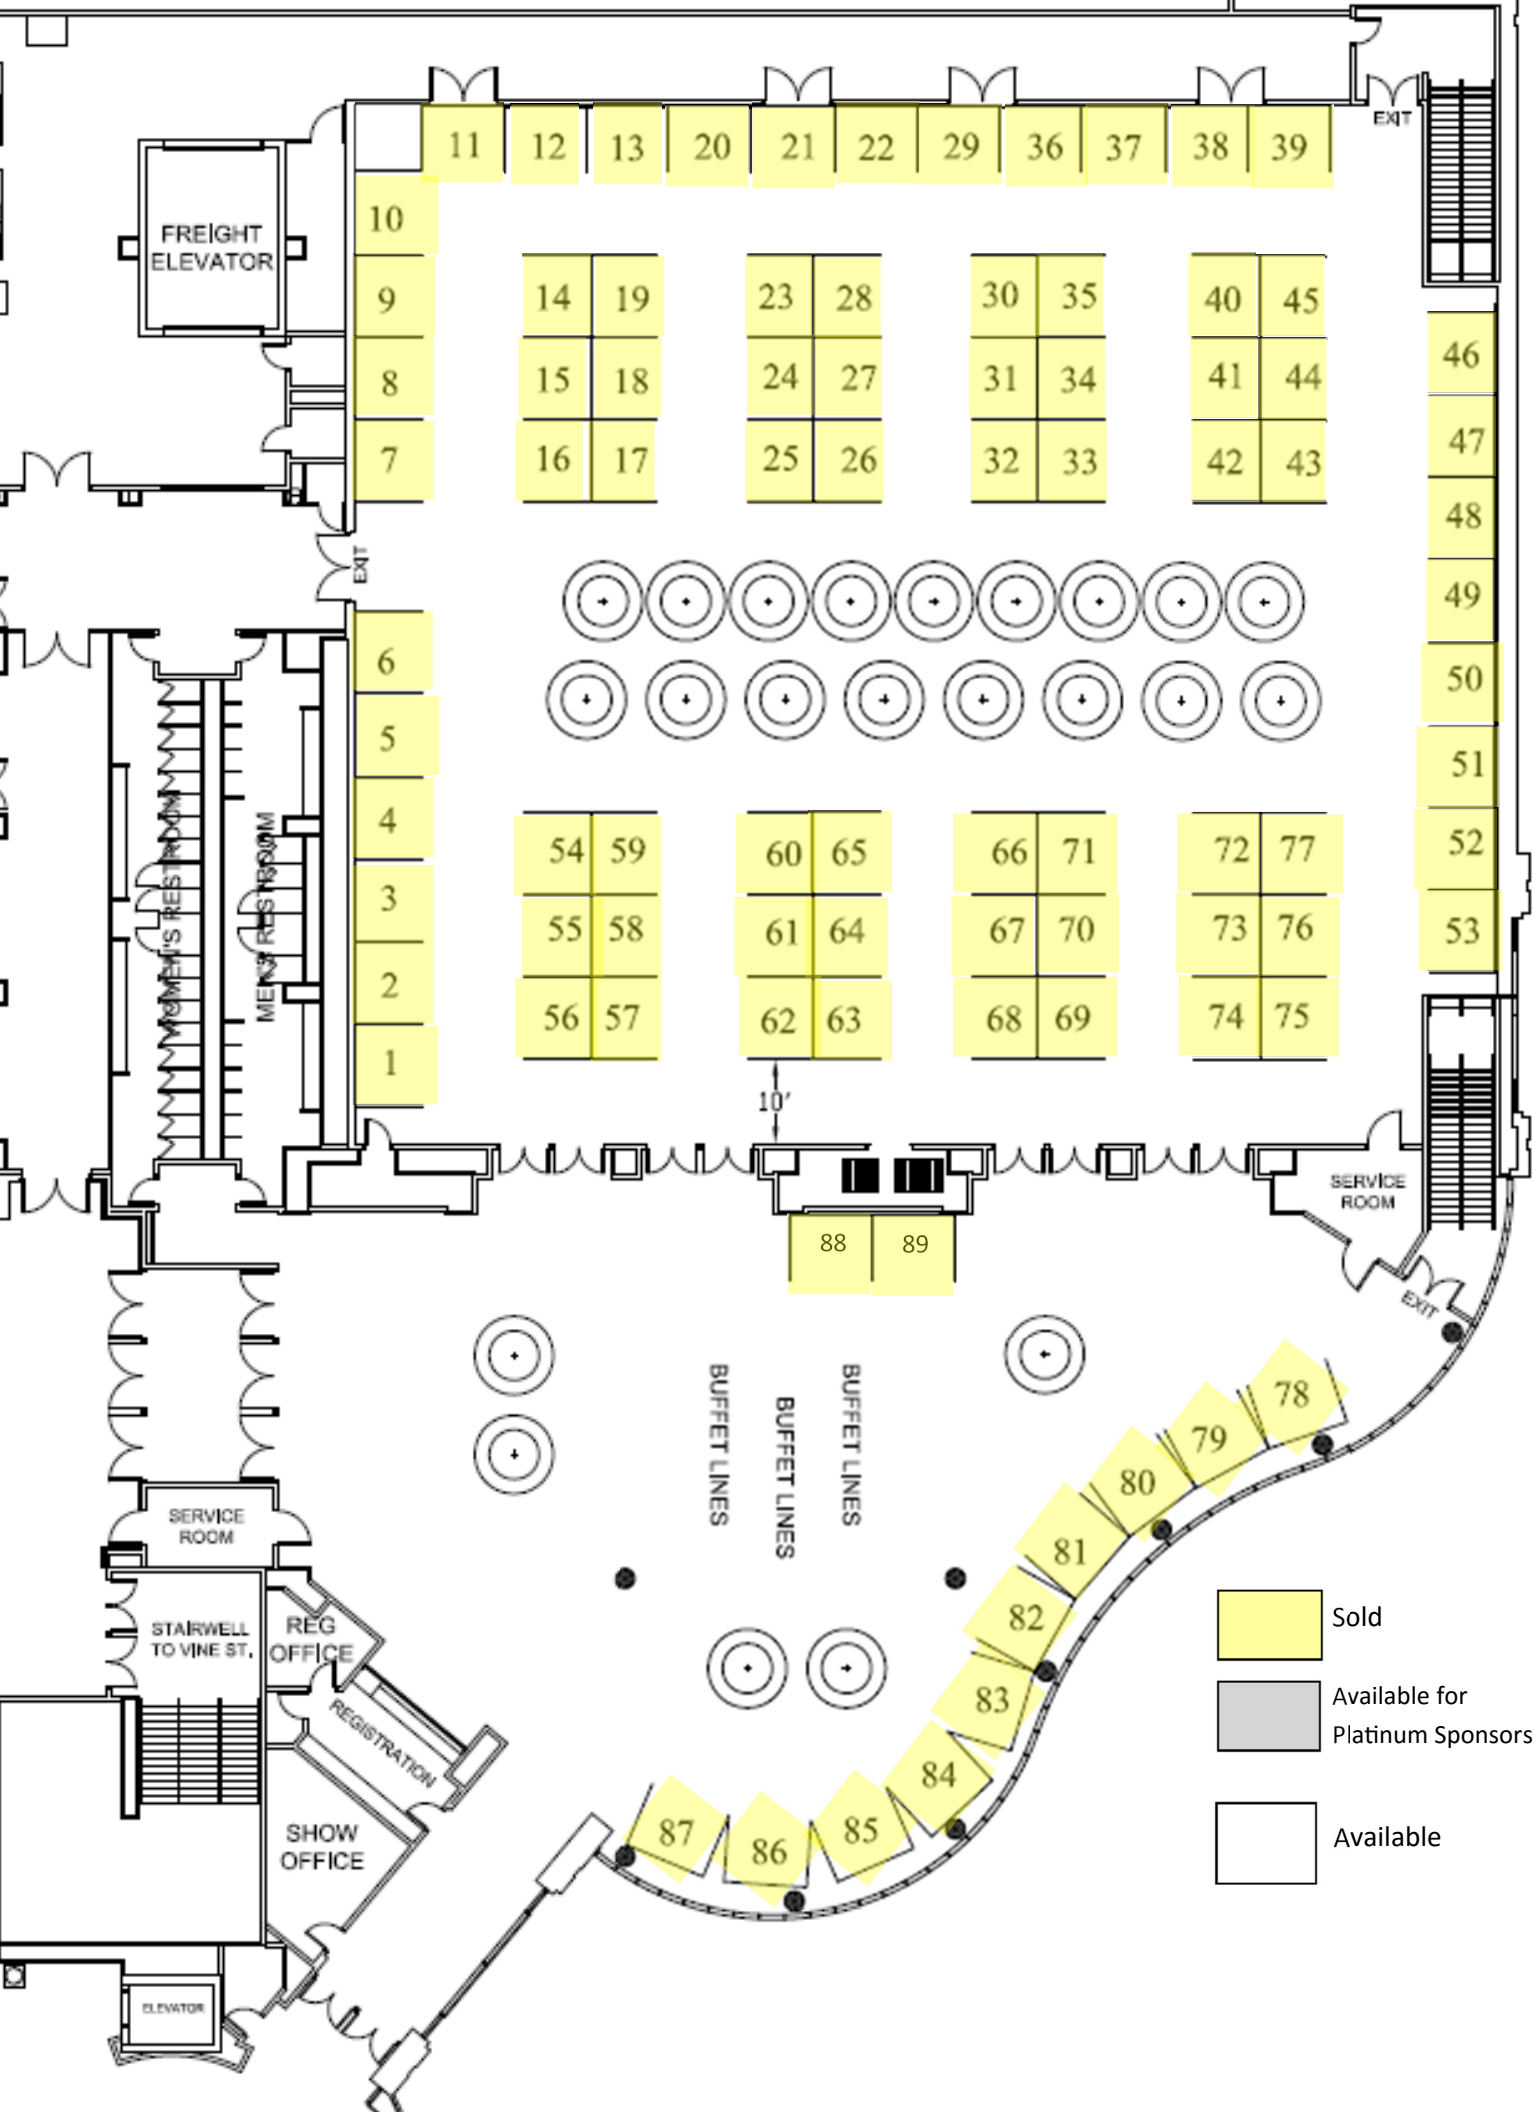 EXIT
11 12 13 20 21 22 29 36 37 38 39
10
FREIGHT
ELEVATOR
9 14 19 23 28 30 35 40 45
8 15 18 24 27 31 34 41 44 46
7 16 17 25 26 32 33 42 43 47
48
EXIT
49
6 50
5 51
4 54 59 60 65 66 71 72 77 52
WOMEN'S RESTROOM
MEN'S RESTROOM
3 55 58 61 64 67 70 73 76 53
2 56 57 62 63 68 69 74 75
1
10'
SERVICE
ROOM
88 89
EXIT
BUFFET LINES
BUFFET LINES
BUFFET LINES
78
79
80
81
82
83
84
85
86
87
SERVICE
ROOM
STAIRWELL
TO VINE ST.
REG
OFFICE
REGISTRATION
SHOW
OFFICE
ELEVATOR
Sold
Available for
Platinum Sponsors
Available